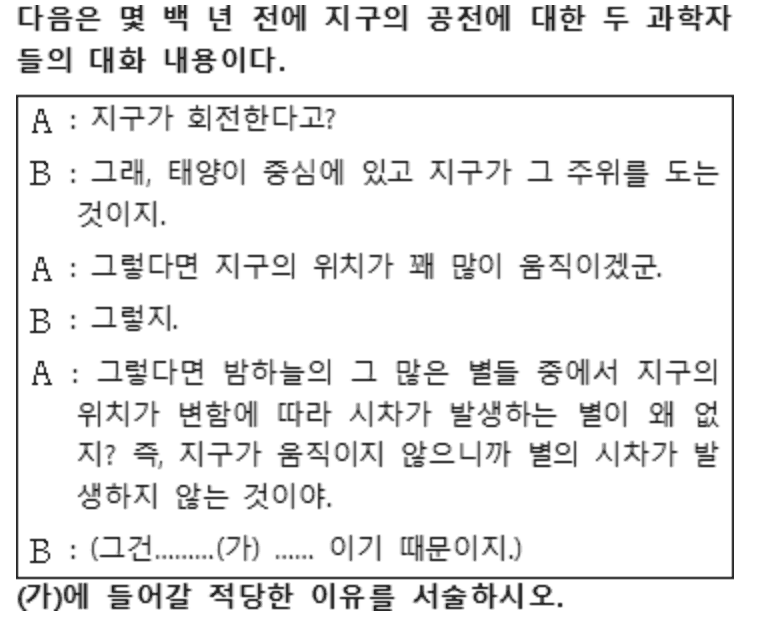 다음은 몇 백 년 전에 지구의 공전에 대한 두 과학자
들의 대화 내용이다.
A : 지구가 회전한다고?
B : 그래, 태양이 중심에 있고 지구가 그 주위를 도는
것이지.
A : 그렇다면 지구의 위치가 꽤 많이 움직이겠군.
B : 그렇지.
A : 그렇다면 밤하늘의 그 많은 별들 중에서 지구의
위치가 변함에 따라 시차가 발생하는 별이 왜 없
지? 즉, 지구가 움직이지 않으니까 별의 시차가 발
생하지 않는 것이야.
B : (그건.........(가) ...... 이기 때문이지.)
(가)에 들어갈 적당한 이유를 서술하시오.